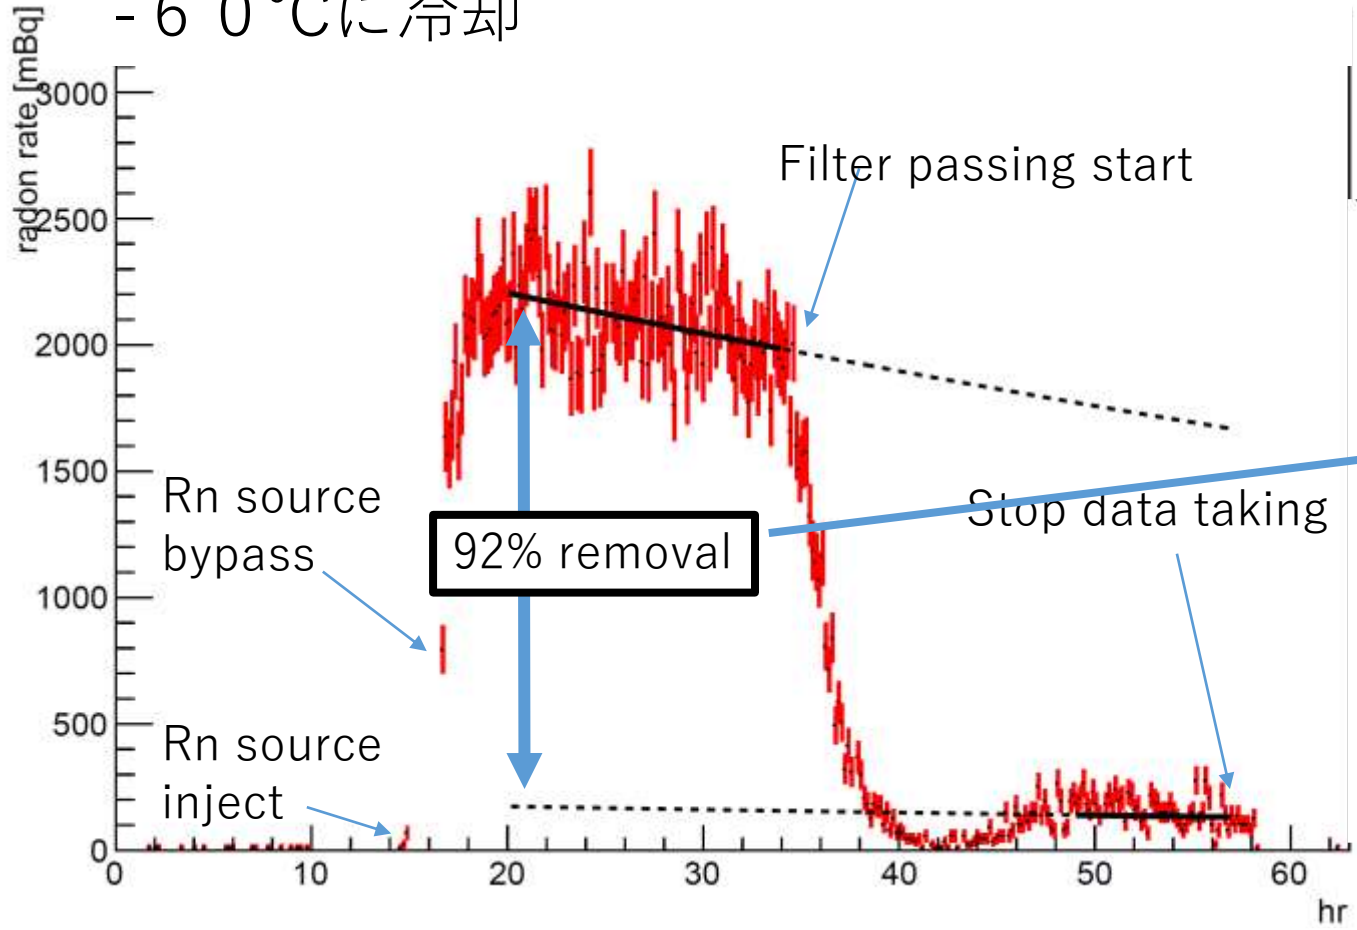 -６０℃に冷却
radon rate [mBq]
3000
2500
2000
1500
1000
500
0
Filter passing start
Rn source
bypass
92% removal
Stop data taking
Rn source
inject
0
10
20
30
40
50
60
hr